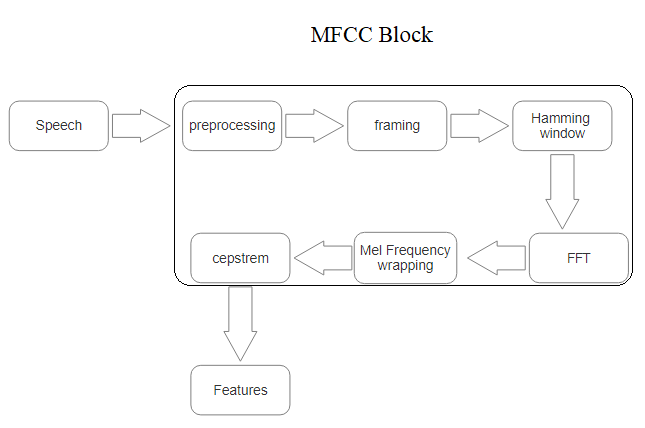 MFCC Block
Speech
preprocessing
framing
Hamming
window
FFT
Mel Frequency
wrapping
cepstrem
Features